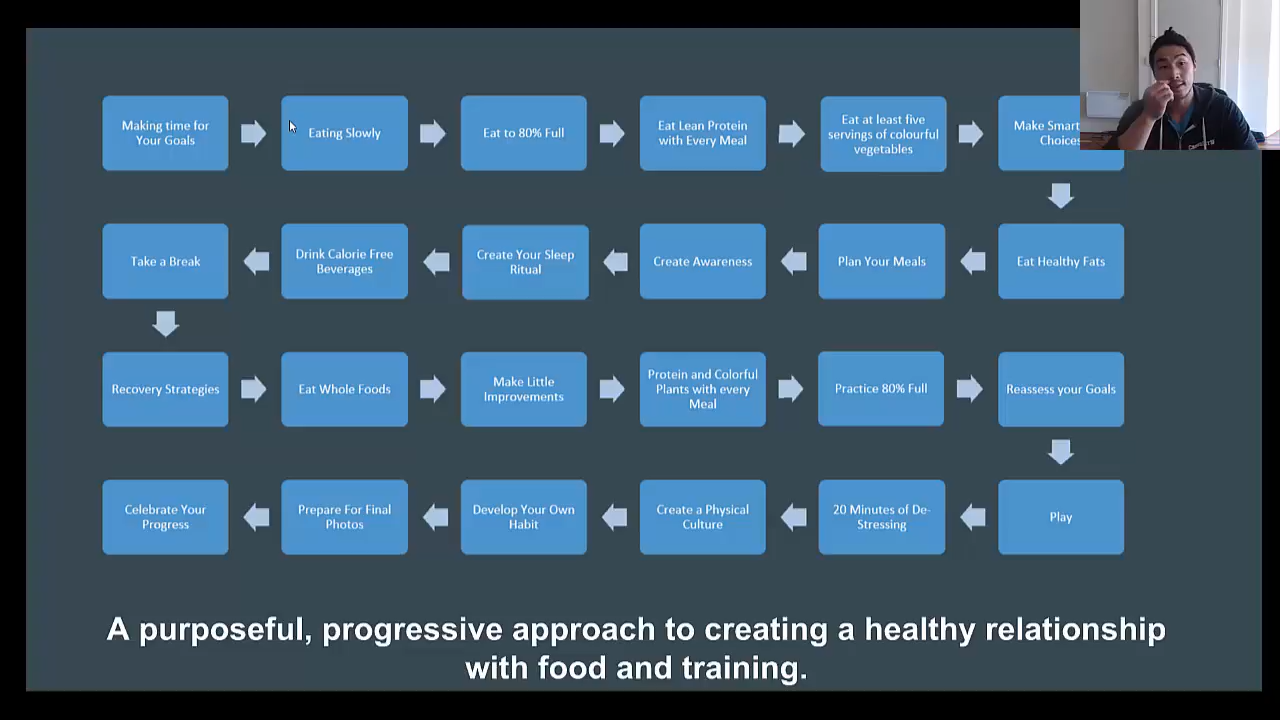 Making time for
Your Goals
Eating Slowly
Eat to 80% Full
Eat Lean Protein
with Every Meal
Eat at least five
servings of colourful
vegetables
Make Smart
Choices
Take a Break
Drink Calorie Free
Beverages
Create Your Sleep
Ritual
Create Awareness
Plan Your Meals
Eat Healthy Fats
Recovery Strategies
Eat Whole Foods
Make Little
Improvements
Protein and Colorful
Plants with every
Meal
Practice 80% Full
Reassess your Goals
Celebrate Your
Progress
Prepare For Final
Photos
Develop Your Own
Habit
Create a Physical
Culture
20 Minutes of De-
Stressing
Play
A purposeful, progressive approach to creating a healthy relationship
with food and training.